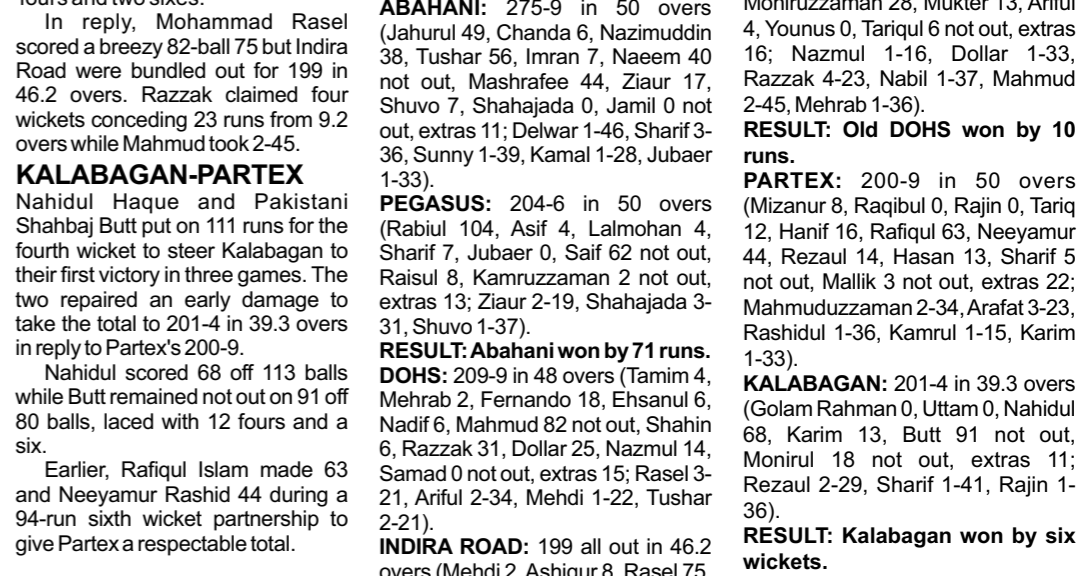 fours and two sixes.
In reply, Mohammad Rasel
scored a breezy 82-ball 75 but Indira
Road were bundled out for 199 in
46.2 overs. Razzak claimed four
wickets conceding 23 runs from 9.2
overs while Mahmud took 2-45.
KALABAGAN-PARTEX
Nahidul Haque and Pakistani
Shahbaj Butt put on 111 runs for the
fourth wicket to steer Kalabagan to
their first victory in three games. The
two repaired an early damage to
take the total to 201-4 in 39.3 overs
in reply to Partex's 200-9.
Nahidul scored 68 off 113 balls
while Butt remained not out on 91 off
80 balls, laced with 12 fours and a
six.
Earlier, Rafiqul Islam made 63
and Neeyamur Rashid 44 during a
94-run sixth wicket partnership to
give Partex a respectable total.
ABAHANI: 275-9 in 50 overs
(Jahurul 49, Chanda 6, Nazimuddin
38, Tushar 56, Imran 7, Naeem 40
not out, Mashrafee 44, Ziaur 17,
Shuvo 7, Shahajada 0, Jamil 0 not
out, extras 11; Delwar 1-46, Sharif 3-
36, Sunny 1-39, Kamal 1-28, Jubaer
1-33).
PEGASUS: 204-6 in 50 overs
(Rabiul 104, Asif 4, Lalmohan 4,
Sharif 7, Jubaer 0, Saif 62 not out,
Raisul 8, Kamruzzaman 2 not out,
extras 13; Ziaur 2-19, Shahajada 3-
31, Shuvo 1-37).
RESULT: Abahani won by 71 runs.
DOHS: 209-9 in 48 overs (Tamim 4,
Mehrab 2, Fernando 18, Ehsanul 6,
Nadif 6, Mahmud 82 not out, Shahin
6, Razzak 31, Dollar 25, Nazmul 14,
Samad 0 not out, extras 15; Rasel 3-
21, Ariful 2-34, Mehdi 1-22, Tushar
2-21).
INDIRA ROAD: 199 all out in 46.2
overs (Mehdi 2, Ashiqur 8, Rasel 75,
Moniruzzaman 28, Mukter 13, Ariful
4, Younus 0, Tariqul 6 not out, extras
16; Nazmul 1-16, Dollar 1-33,
Razzak 4-23, Nabil 1-37, Mahmud
2-45, Mehrab 1-36).
RESULT: Old DOHS won by 10
runs.
PARTEX: 200-9 in 50 overs
(Mizanur 8, Raqibul 0, Rajin 0, Tariq
12, Hanif 16, Rafiqul 63, Neeyamur
44, Rezaul 14, Hasan 13, Sharif 5
not out, Mallik 3 not out, extras 22;
Mahmuduzzaman 2-34, Arafat 3-23,
Rashidul 1-36, Kamrul 1-15, Karim
1-33).
KALABAGAN: 201-4 in 39.3 overs
(Golam Rahman 0, Uttam 0, Nahidul
68, Karim 13, Butt 91 not out,
Monirul 18 not out, extras 11;
Rezaul 2-29, Sharif 1-41, Rajin 1-
36).
RESULT: Kalabagan won by six
wickets.